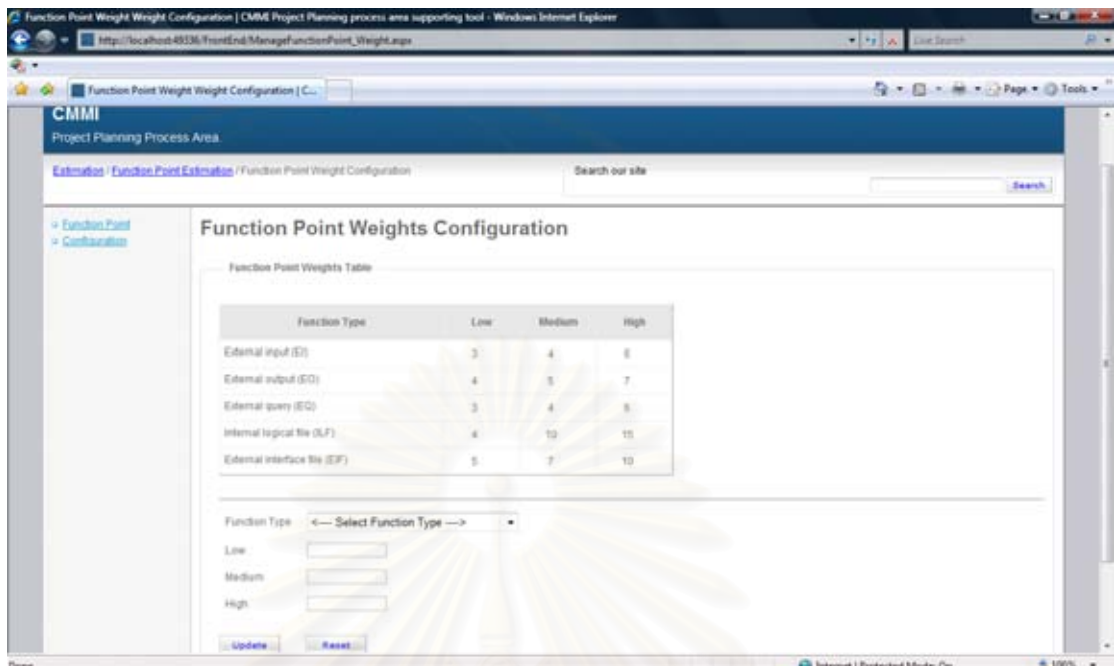 Function Point Weight Weight Configuration | CMMI Project Planning process area supporting tool - Windows Internet Explorer
http://localhost:49336/FrontEnd/ManageFunctionPoint_Weight.aspx
Live Search
Function Point Weight Weight Configuration | C...
Page Tools
CMMI
Project Planning Process Area.
Estimation / Function Point Estimation / Function Point Weight Configuration
Search our site
Search
Function Point
Configuration
Function Point Weights Configuration
Function Point Weights Table
Function Type Low Medium High
External input (EI) 3 4 6
External output (EO) 4 5 7
External query (EQ) 3 4
Internal logical file (ILF) 4 10 15
External interface file (EIF) 5 7 10
Function Type <--- Select Function Type ---->
Low
Medium
High
Update Reset
Done
Internet | Protected Mode: On
100%